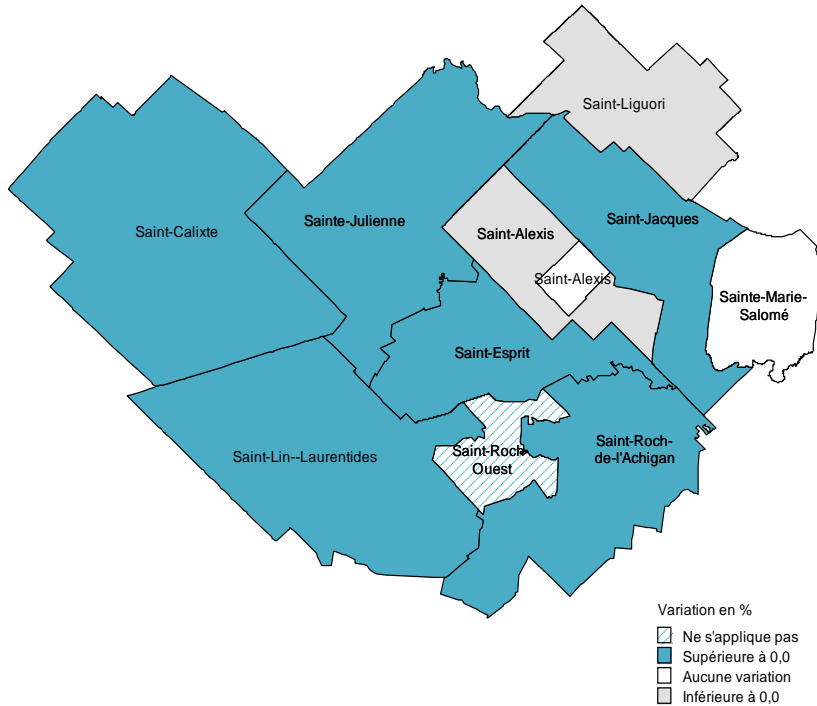 Saint-Liguori
Saint-Calixte
Sainte-Julienne
Saint-Jacques
Saint-Alexis
Saint-Alexis
Sainte-Marie-
Salomé
Saint-Esprit
Saint-Lin--Laurentides
Saint-Roch-
Ouest
Saint-Roch-
de-l'Achigan
Variation en %
Ne s'applique pas
Supérieure à 0,0
Aucune variation
Inférieure à 0,0